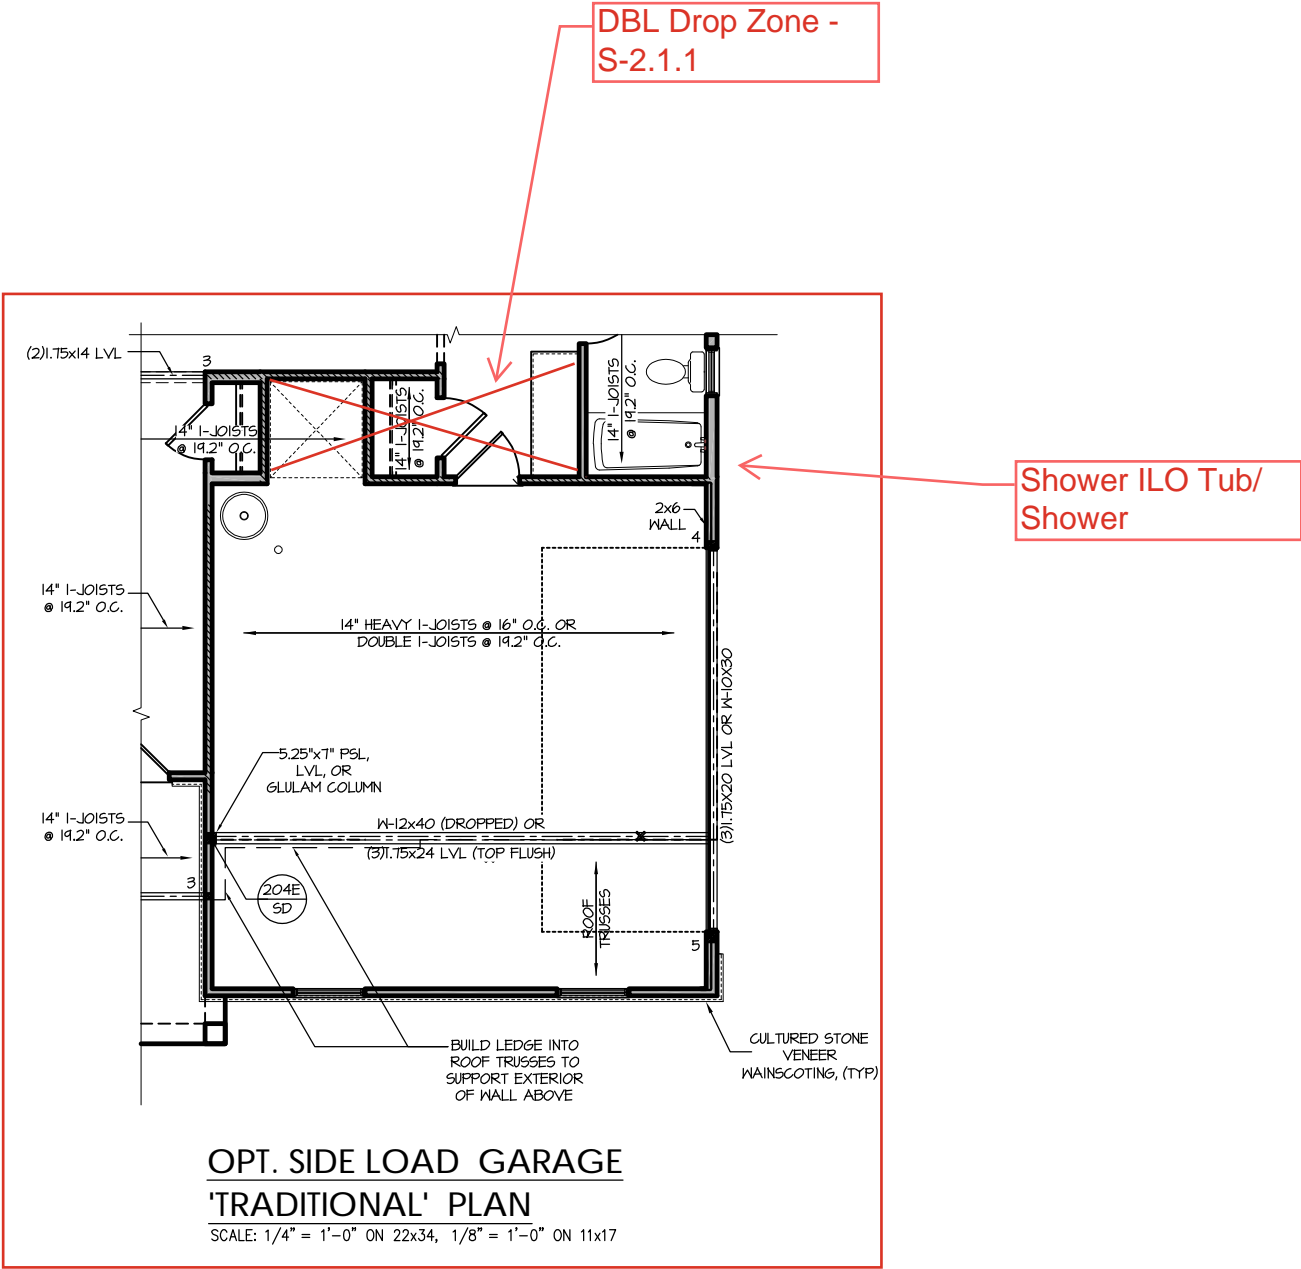 DBL Drop Zone -
S-2.1.1
(2)1.75x14 LVL
3
14" I-JOISTS
@ 19.2" O.C.
14" I-JOISTS
@ 19.2" O.C.
14" I-JOISTS
@ 19.2" O.C.
Shower ILO Tub/
Shower
2x6
WALL
4
14" I-JOISTS
@ 19.2" O.C.
14" HEAVY I-JOISTS @ 16" O.C. OR
DOUBLE I-JOISTS @ 19.2" O.C.
(3)1.75X20 LVL OR W-10X30
5.25"x7" PSL,
LVL, OR
GLULAM COLUMN
14" I-JOISTS
@ 19.2" O.C.
W-12x40 (DROPPED) OR
(3)1.75x24 LVL (TOP FLUSH)
3
204E
SD
ROOF
TRUSSES
5
BUILD LEDGE INTO
ROOF TRUSSES TO
SUPPORT EXTERIOR
OF WALL ABOVE
CULTURED STONE
VENEER
WAINSCOTING, (TYP)
OPT. SIDE LOAD GARAGE
'TRADITIONAL' PLAN
SCALE: 1/4" = 1'-0" ON 22x34, 1/8" = 1'-0" ON 11x17